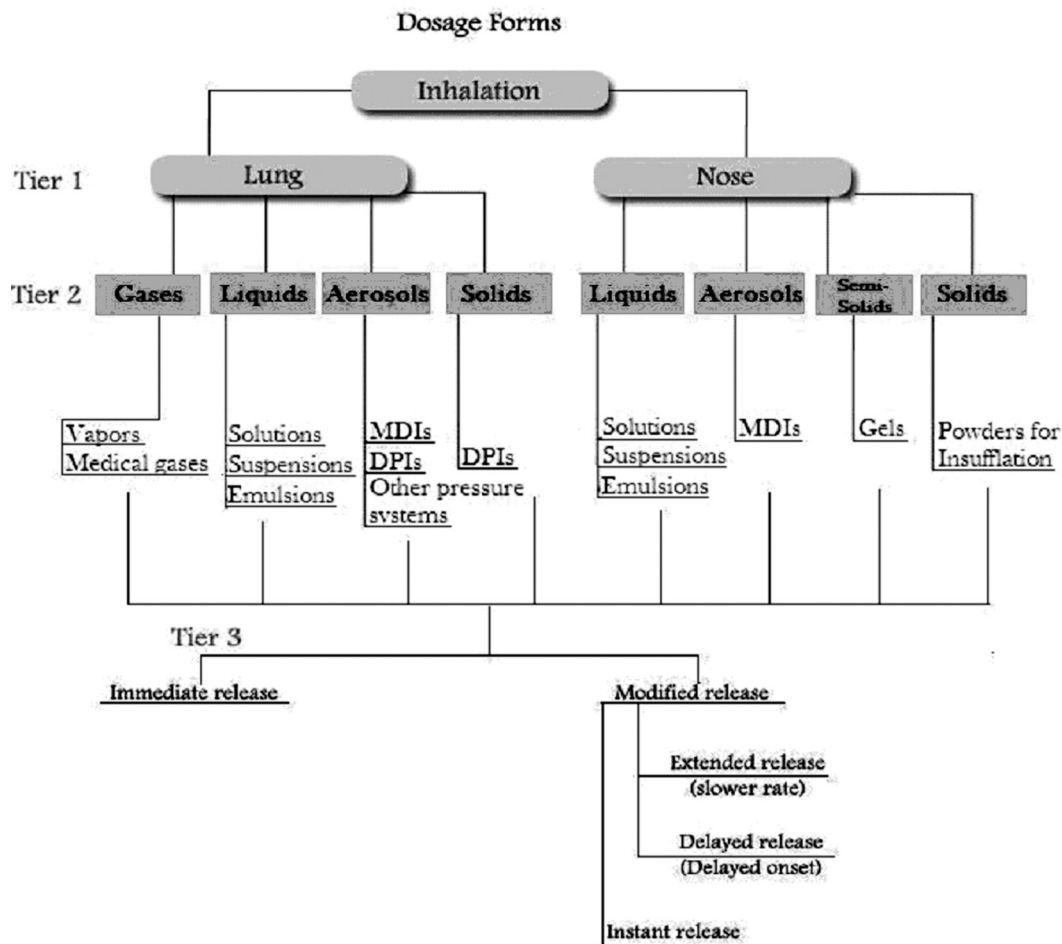 Dosage Forms
Inhalation
Tier 1
Lung
Nose
Tier 2
Gases
Liquids
Aerosols
Solids
Liquids
Aerosols
Semi-
Solids
Solids
Vapors
Medical gases
Solutions
Suspensions
Emulsions
MDIs
DPIs
Other pressure
systems
DPIs
Solutions
Suspensions
Emulsions
MDIs
Gels
Powders for
Insufflation
Tier 3
Immediate release
Modified release
Extended release
(slower rate)
Delayed release
(Delayed onset)
Instant release